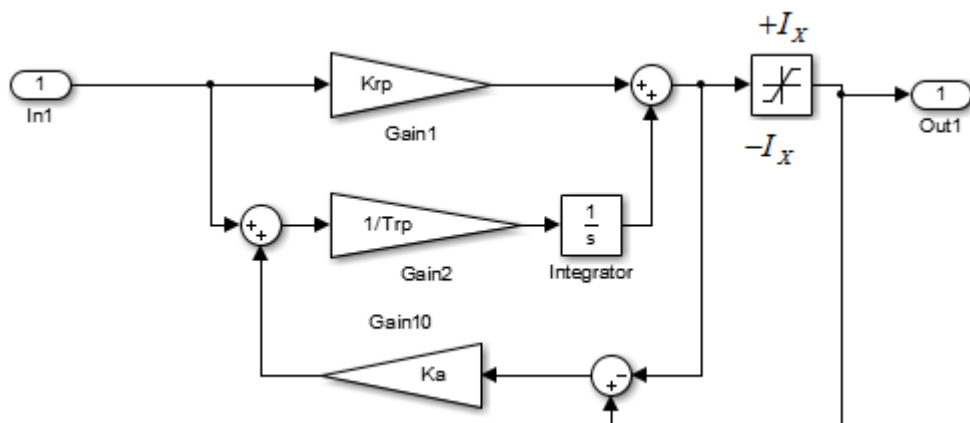 +I_X
1
In1
Krp
Gain1
1
Out1
-I_X
1/Trp
Gain2
1
s
Integrator
Gain10
Ka